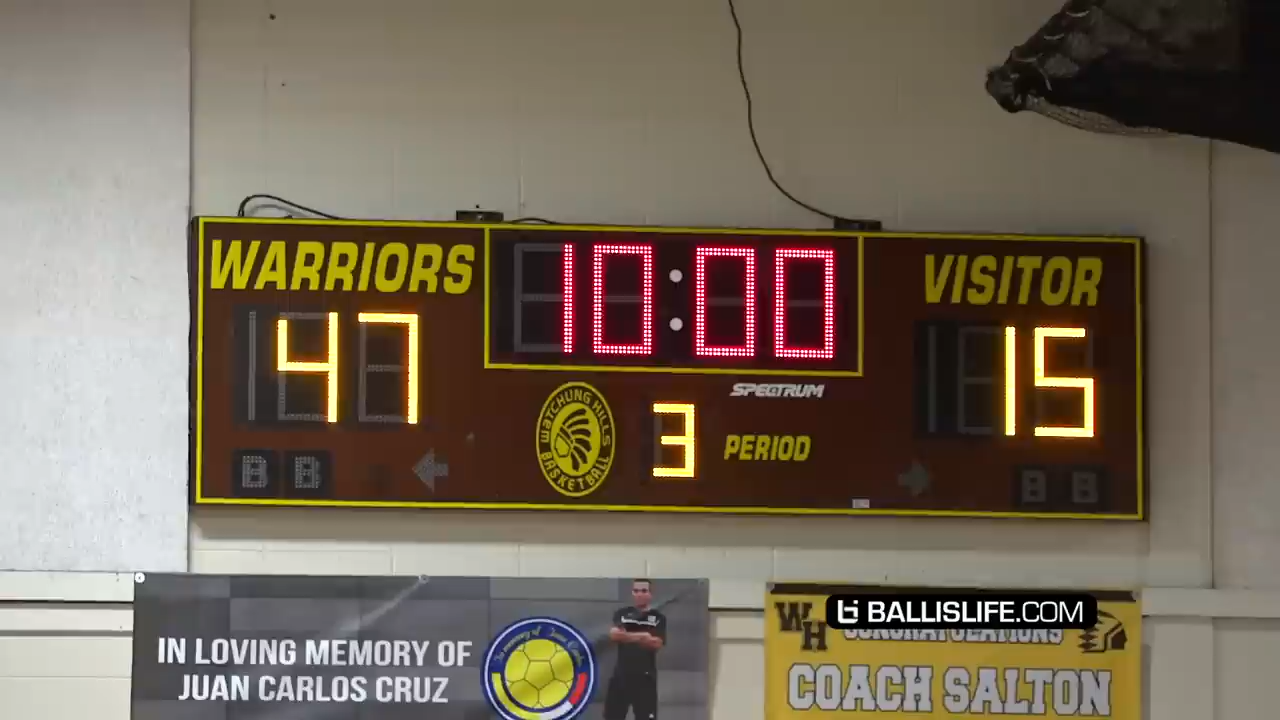 WARRIORS
10:00
VISITOR
47
15
SPECTRUM
WATCHUNG HILLS
BASKETBALL
3
PERIOD
IN LOVING MEMORY OF
JUAN CARLOS CRUZ
WH
BALLISLIFE.COM
CONGRATULATIONS
COACH SALTON